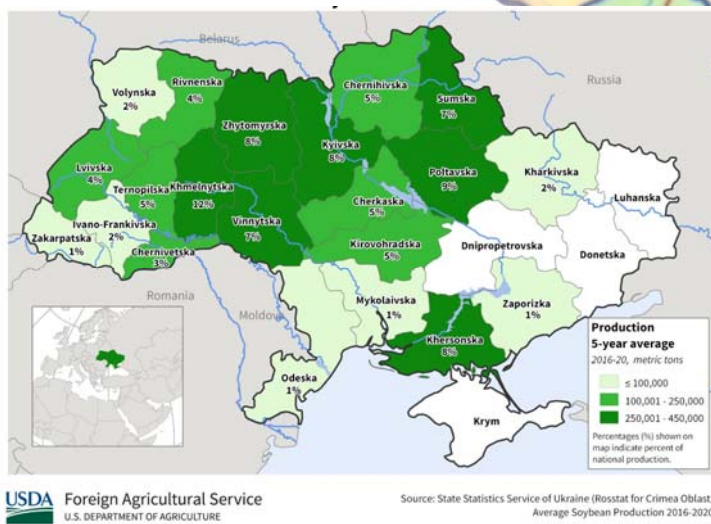 Belarus
Russia
Volynska
2%
Rivnenska
4%
Chernihivska
5%
Sumska
7%
Zhytomyrska
8%
Kyivska
8%
Lvivska
4%
Ternopilska
5%
Khmelnytska
12%
Poltavska
9%
Kharkivska
2%
Luhanska
Cherkaska
5%
Ivano-Frankivska
2%
Zakarpatska
1%
Vinnytska
7%
Chernivetska
3%
Kirovohradska
5%
Dnipropetrovska
Donetska
Romania
Moldova
Mykolaivska
1%
Zaporizka
1%
Khersonska
8%
Odeska
1%
Krym
Production
5-year average
2016-20, metric tons
≤ 100,000
100,001 - 250,000
250,001 - 450,000
Percentages (%) shown on
map indicate percent of
national production.
USDA Foreign Agricultural Service
U.S. DEPARTMENT OF AGRICULTURE
Source: State Statistics Service of Ukraine (Rosstat for Crimea Oblast
Average Soybean Production 2016-2020